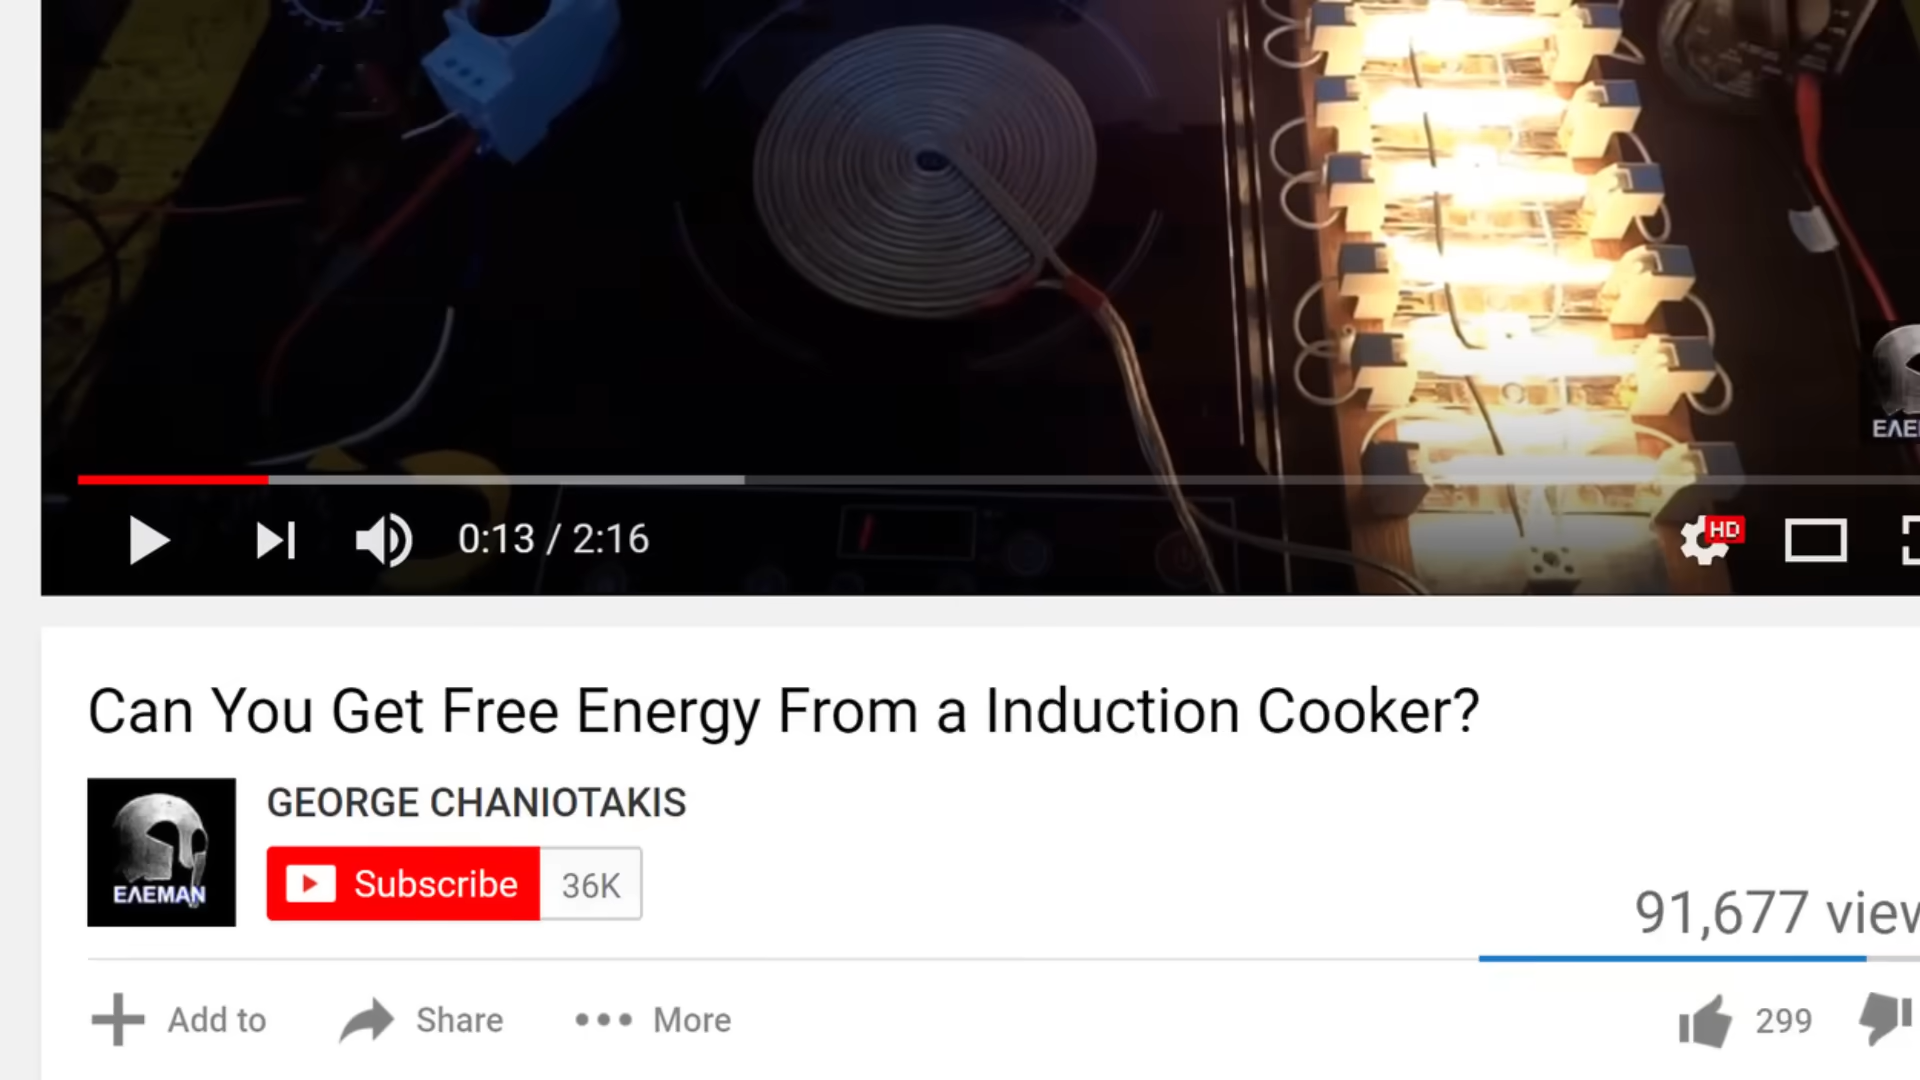 ΕΛΕ
0:13 / 2:16
HD
Can You Get Free Energy From a Induction Cooker?
GEORGE CHANIOTAKIS
ΕΛΕMAN
Subscribe 36K
91,677 view
Add to Share More 299